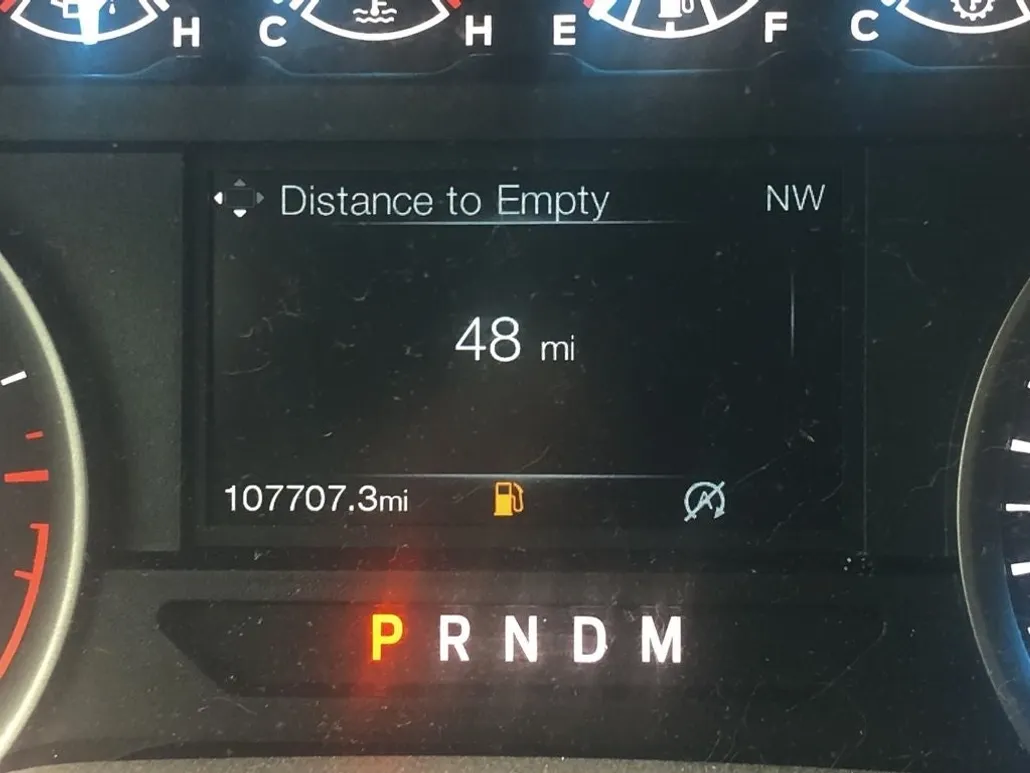 H C H E F C
Distance to Empty NW
48 mi
107707.3mi
P R N D M